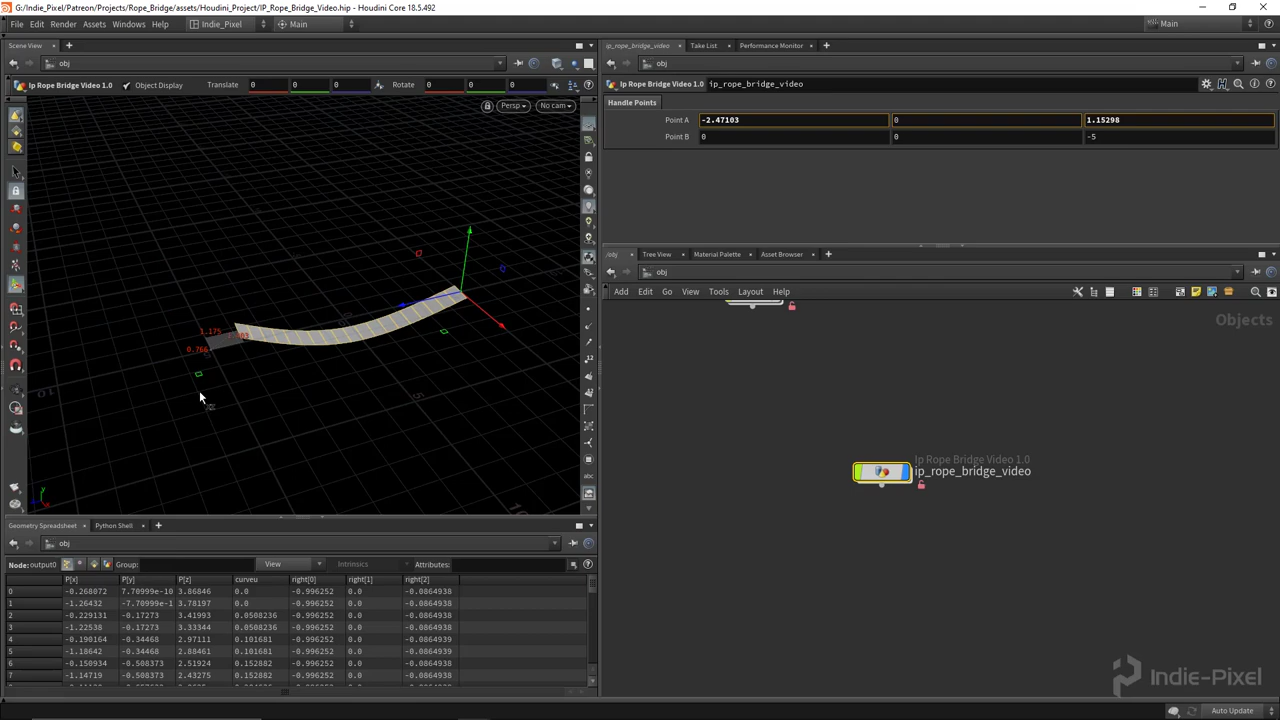 G:/Indie_Pixel/Patreon/Projects/Rope_Bridge/assets/Houdini_Project/IP_Rope_Bridge_Video.hip - Houdini Core 18.5.492
File Edit Render Assets Windows Help Indie_Pixel Main Main
Scene View
obj
Ip Rope Bridge Video 1.0 Object Display Translate 0 0 0 Rotate 0 0 0
Persp No cam
1.175
0.766
ip_rope_bridge_video Take List Performance Monitor
obj
Ip Rope Bridge Video 1.0 ip_rope_bridge_video
Handle Points
Point A -2.47103 0 1.15298
Point B 0 0 -5
/obj Tree View Material Palette Asset Browser
obj
Add Edit Go View Tools Layout Help
Objects
Ip Rope Bridge Video 1.0
ip_rope_bridge_video
Geometry Spreadsheet Python Shell
obj
Node: output0 Group: View Intrinsics Attributes:
P[x] P[y] P[z] curveu right[0] right[1] right[2]
0 -0.268072 7.70999e-10 3.86846 0.0 -0.996252 0.0 -0.0864938
1 -1.26432 -7.70999e-1 3.78197 0.0 -0.996252 0.0 -0.0864938
2 -0.229131 -0.17273 3.41993 0.0508236 -0.996252 0.0 -0.0864938
3 -1.22538 -0.17273 3.33344 0.0508236 -0.996252 0.0 -0.0864938
4 -0.190164 -0.34468 2.97111 0.101681 -0.996252 0.0 -0.0864939
5 -1.18642 -0.34468 2.88461 0.101681 -0.996252 0.0 -0.0864939
6 -0.150934 -0.508373 2.51924 0.152882 -0.996252 0.0 -0.0864938
7 -1.14719 -0.508373 2.43275 0.152882 -0.996252 0.0 -0.0864938
Indie-Pixel
Auto Update